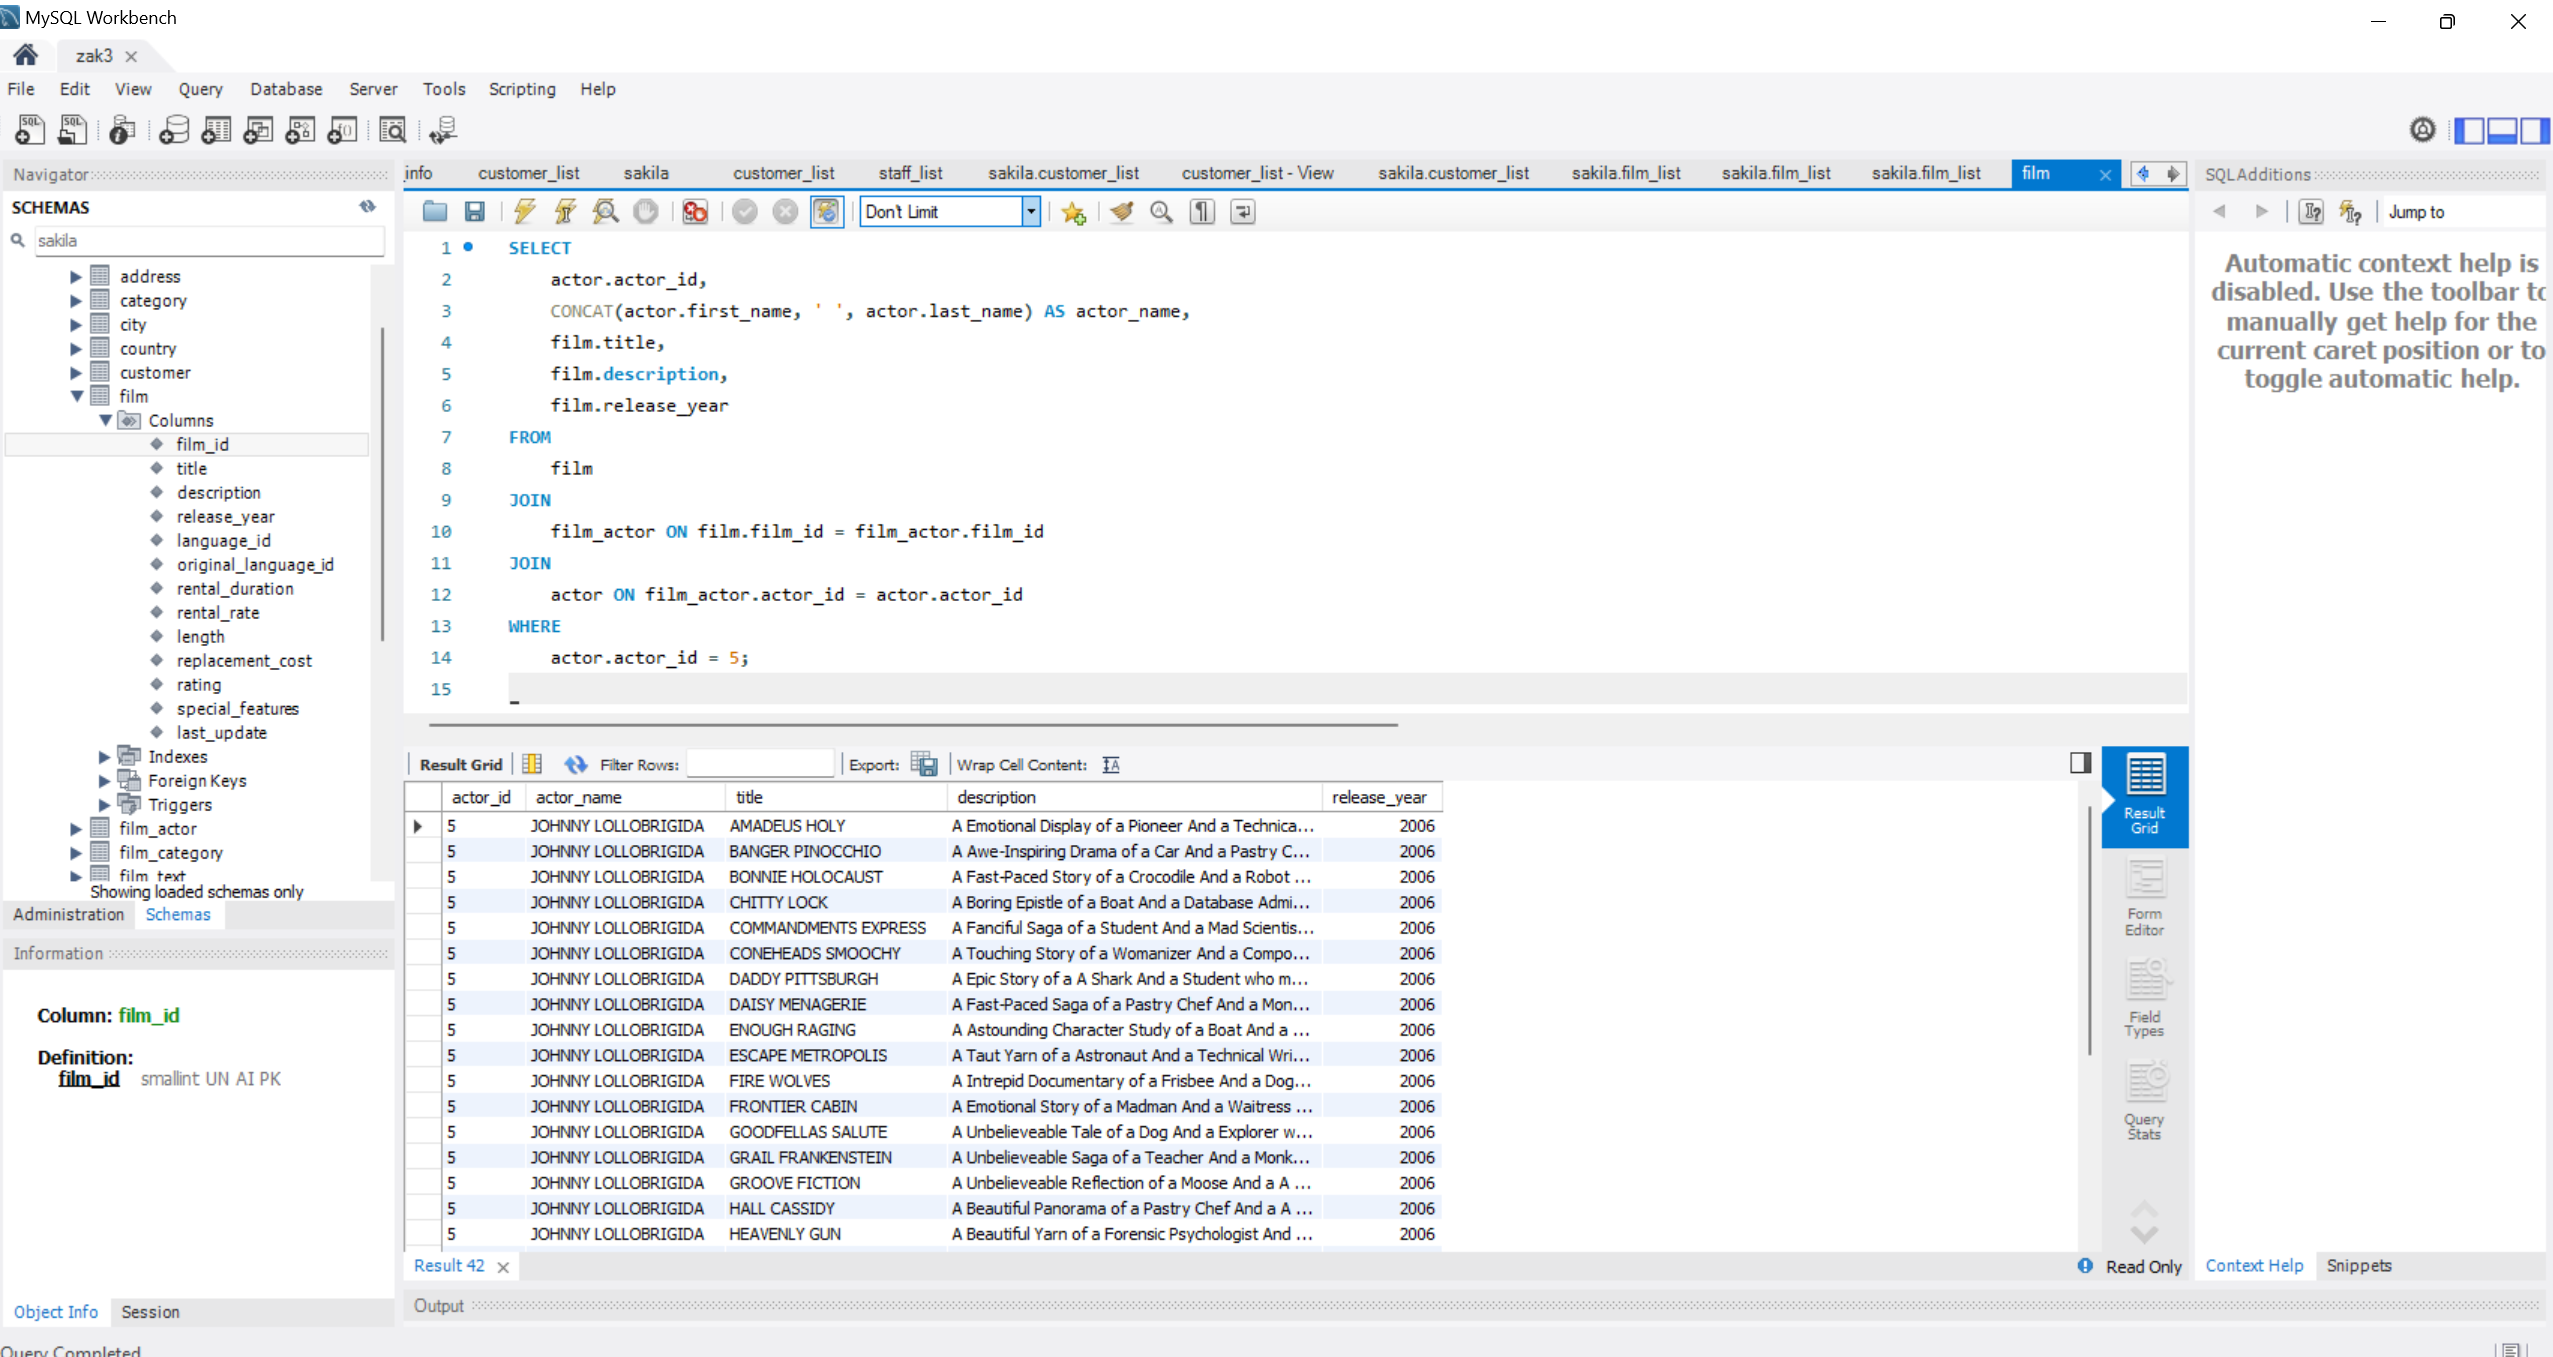 MySQL Workbench
zak3
File Edit View Query Database Server Tools Scripting Help
Navigator
SCHEMAS
sakila
address
category
city
country
customer
film
Columns
film_id
title
description
release_year
language_id
original_language_id
rental_duration
rental_rate
length
replacement_cost
rating
special_features
last_update
Indexes
Foreign Keys
Triggers
film_actor
film_category
film_text
Showing loaded schemas only
Administration Schemas
Information
Column: film_id
Definition:
film_id smallint UN AI PK
Object Info Session
Query Completed
_info customer_list sakila customer_list staff_list sakila.customer_list customer_list - View sakila.customer_list sakila.film_list sakila.film_list sakila.film_list film
Don't Limit
1 SELECT
2 actor.actor_id,
3 CONCAT(actor.first_name, ' ', actor.last_name) AS actor_name,
4 film.title,
5 film.description,
6 film.release_year
7 FROM
8 film
9 JOIN
10 film_actor ON film.film_id = film_actor.film_id
11 JOIN
12 actor ON film_actor.actor_id = actor.actor_id
13 WHERE
14 actor.actor_id = 5;
15
Result Grid Filter Rows: Export: Wrap Cell Content:
actor_id actor_name title description release_year
5 JOHNNY LOLLOBRIGIDA AMADEUS HOLY A Emotional Display of a Pioneer And a Technica... 2006
5 JOHNNY LOLLOBRIGIDA BANGER PINOCCHIO A Awe-Inspiring Drama of a Car And a Pastry C... 2006
5 JOHNNY LOLLOBRIGIDA BONNIE HOLOCAUST A Fast-Paced Story of a Crocodile And a Robot ... 2006
5 JOHNNY LOLLOBRIGIDA CHITTY LOCK A Boring Epistle of a Boat And a Database Admi... 2006
5 JOHNNY LOLLOBRIGIDA COMMANDMENTS EXPRESS A Fanciful Saga of a Student And a Mad Scientis... 2006
5 JOHNNY LOLLOBRIGIDA CONEHEADS SMOOCHY A Touching Story of a Womanizer And a Compo... 2006
5 JOHNNY LOLLOBRIGIDA DADDY PITTSBURGH A Epic Story of a A Shark And a Student who m... 2006
5 JOHNNY LOLLOBRIGIDA DAISY MENAGERIE A Fast-Paced Saga of a Pastry Chef And a Mon... 2006
5 JOHNNY LOLLOBRIGIDA ENOUGH RAGING A Astounding Character Study of a Boat And a ... 2006
5 JOHNNY LOLLOBRIGIDA ESCAPE METROPOLIS A Taut Yarn of a Astronaut And a Technical Wri... 2006
5 JOHNNY LOLLOBRIGIDA FIRE WOLVES A Intrepid Documentary of a Frisbee And a Dog... 2006
5 JOHNNY LOLLOBRIGIDA FRONTIER CABIN A Emotional Story of a Madman And a Waitress ... 2006
5 JOHNNY LOLLOBRIGIDA GOODFELLAS SALUTE A Unbelieveable Tale of a Dog And a Explorer w... 2006
5 JOHNNY LOLLOBRIGIDA GRAIL FRANKENSTEIN A Unbelieveable Saga of a Teacher And a Monk... 2006
5 JOHNNY LOLLOBRIGIDA GROOVE FICTION A Unbelieveable Reflection of a Moose And a A ... 2006
5 JOHNNY LOLLOBRIGIDA HALL CASSIDY A Beautiful Panorama of a Pastry Chef And a A ... 2006
5 JOHNNY LOLLOBRIGIDA HEAVENLY GUN A Beautiful Yarn of a Forensic Psychologist And ... 2006
Result 42
Read Only
Output
Result
Grid
Form
Editor
Field
Types
Query
Stats
SQLAdditions
Jump to
Automatic context help is
disabled. Use the toolbar to
manually get help for the
current caret position or to
toggle automatic help.
Context Help Snippets